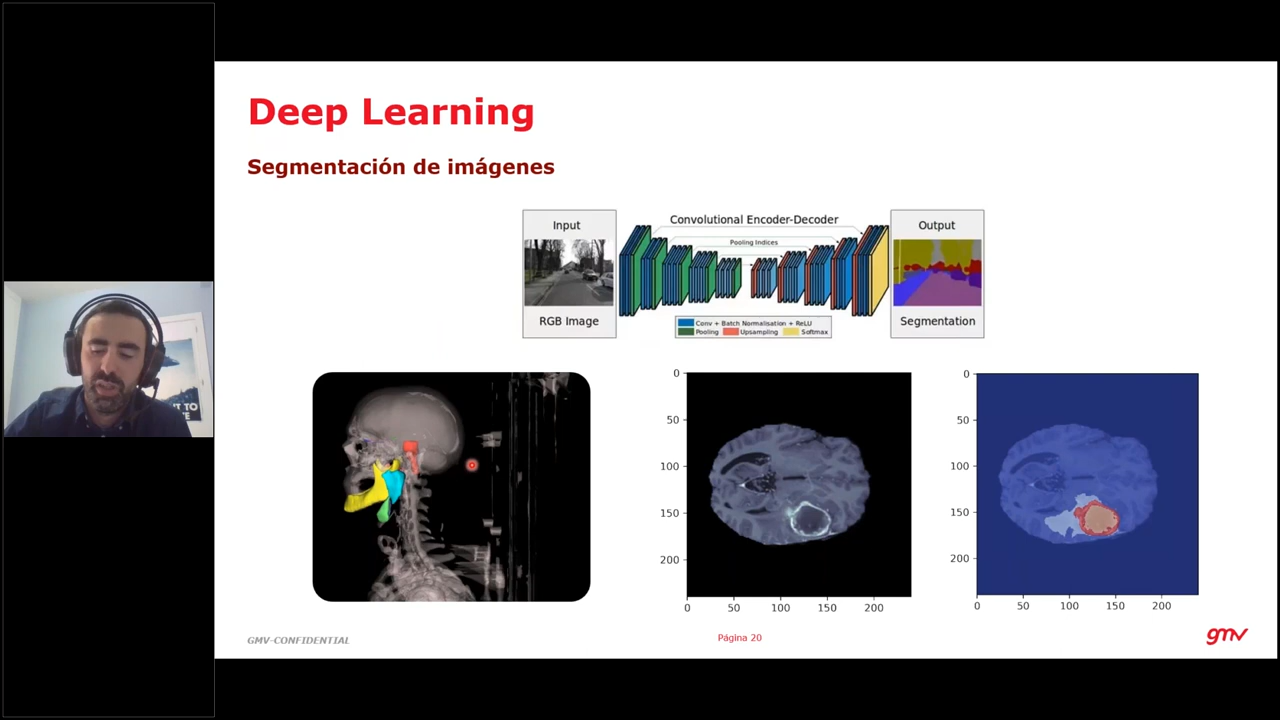 Deep Learning
Segmentación de imágenes
Input
Convolutional Encoder-Decoder
Output
Pooling Indices
RGB Image
Conv + Batch Normalisation + ReLU
Pooling
Upsampling
Softmax
Segmentation
0
50
100
150
200
0 50 100 150 200
0
50
100
150
200
0 50 100 150 200
GMV-CONFIDENTIAL
Página 20
gmv